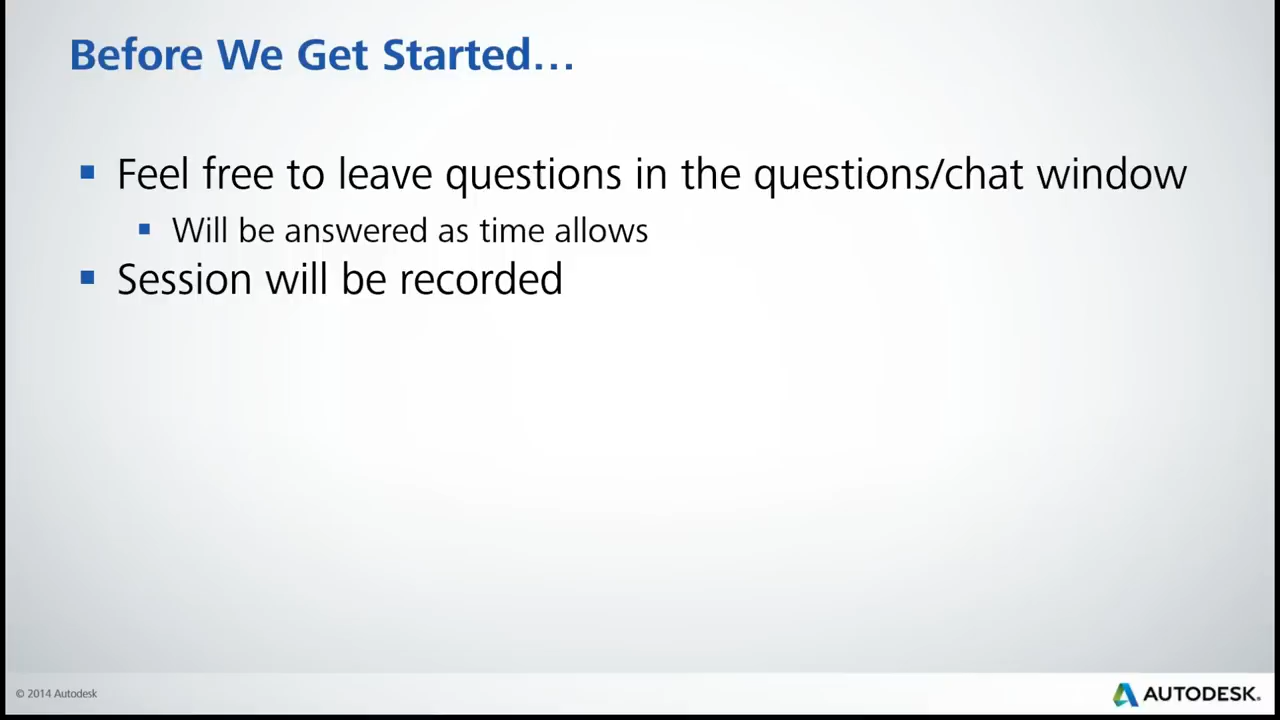 Before We Get Started…
Feel free to leave questions in the questions/chat window
Will be answered as time allows
Session will be recorded
© 2014 Autodesk
AUTODESK.